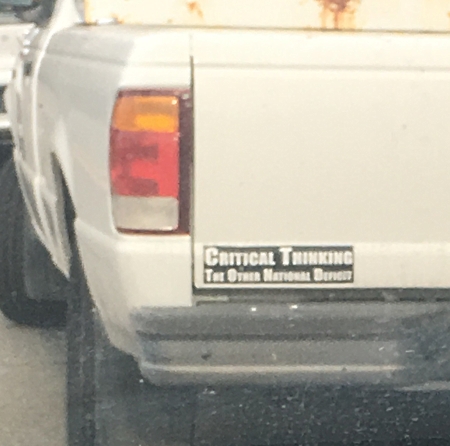 CRITICAL THINKING
THE OTHER NATIONAL DEFICIT